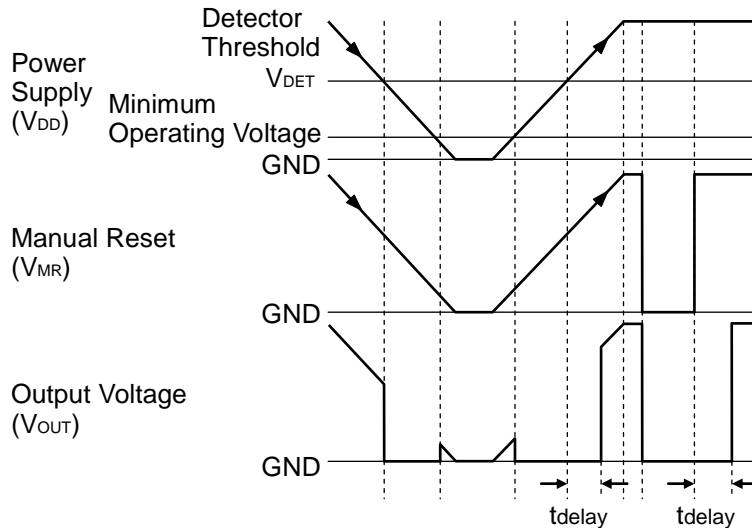 Detector
Threshold
VDET
Power
Supply
(VDD)
Minimum
Operating Voltage
GND
Manual Reset
(VMR)
GND
Output Voltage
(VOUT)
GND
tdelay
tdelay